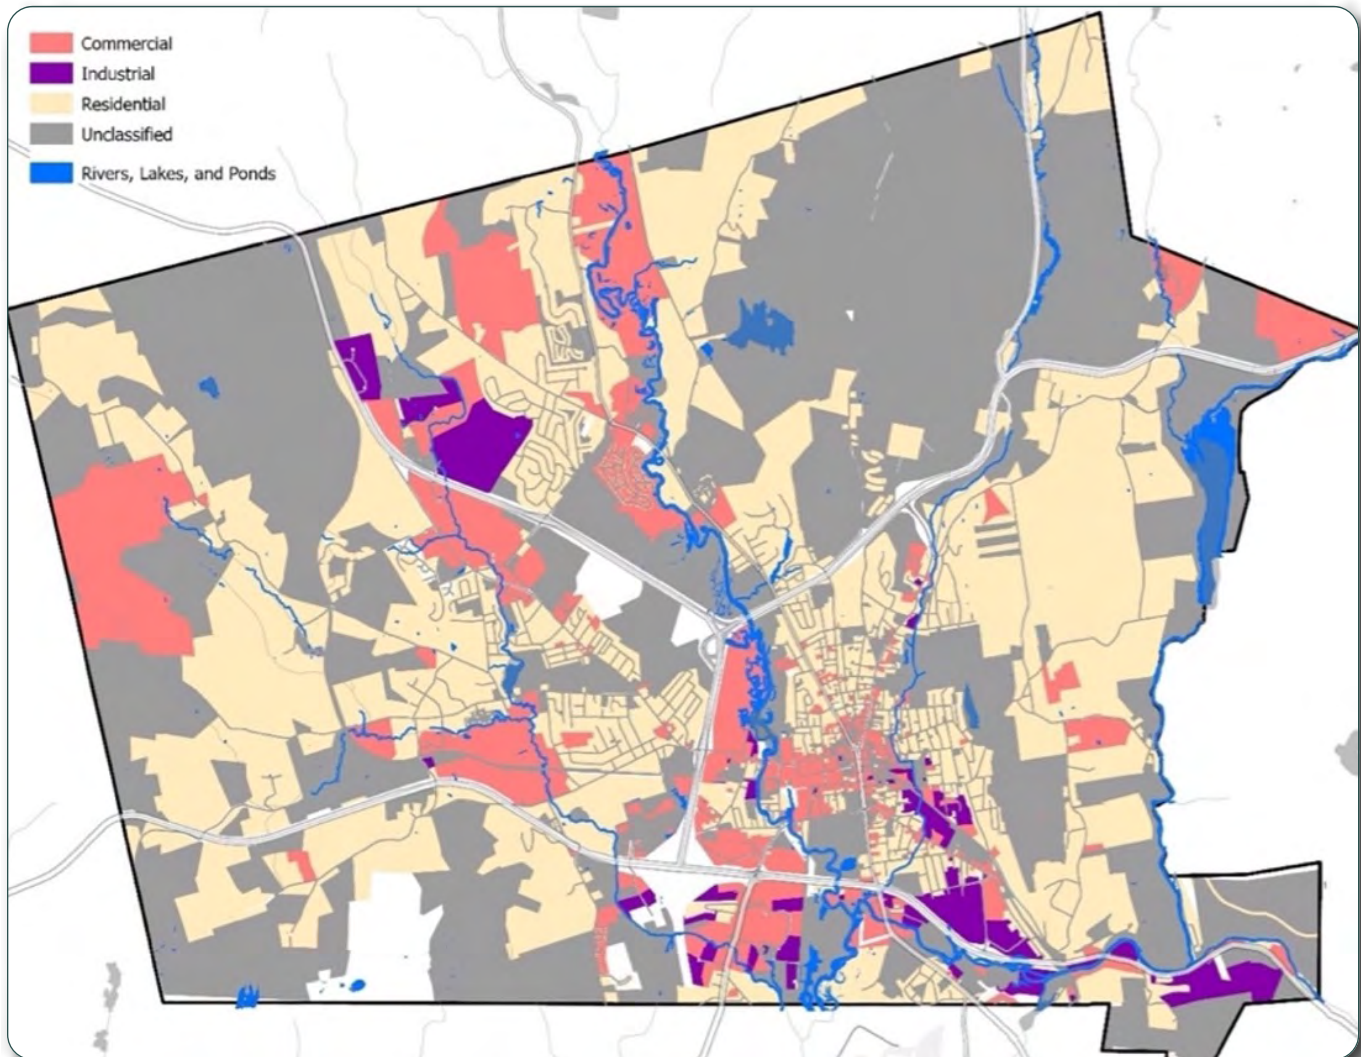 Commercial
Industrial
Residential
Unclassified
Rivers, Lakes, and Ponds